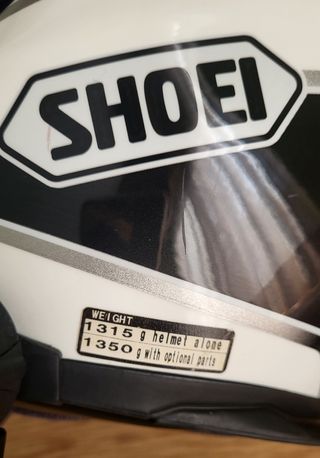 SHOEI
WEIGHT
1315 g helmet alone
1350 g with optional parts